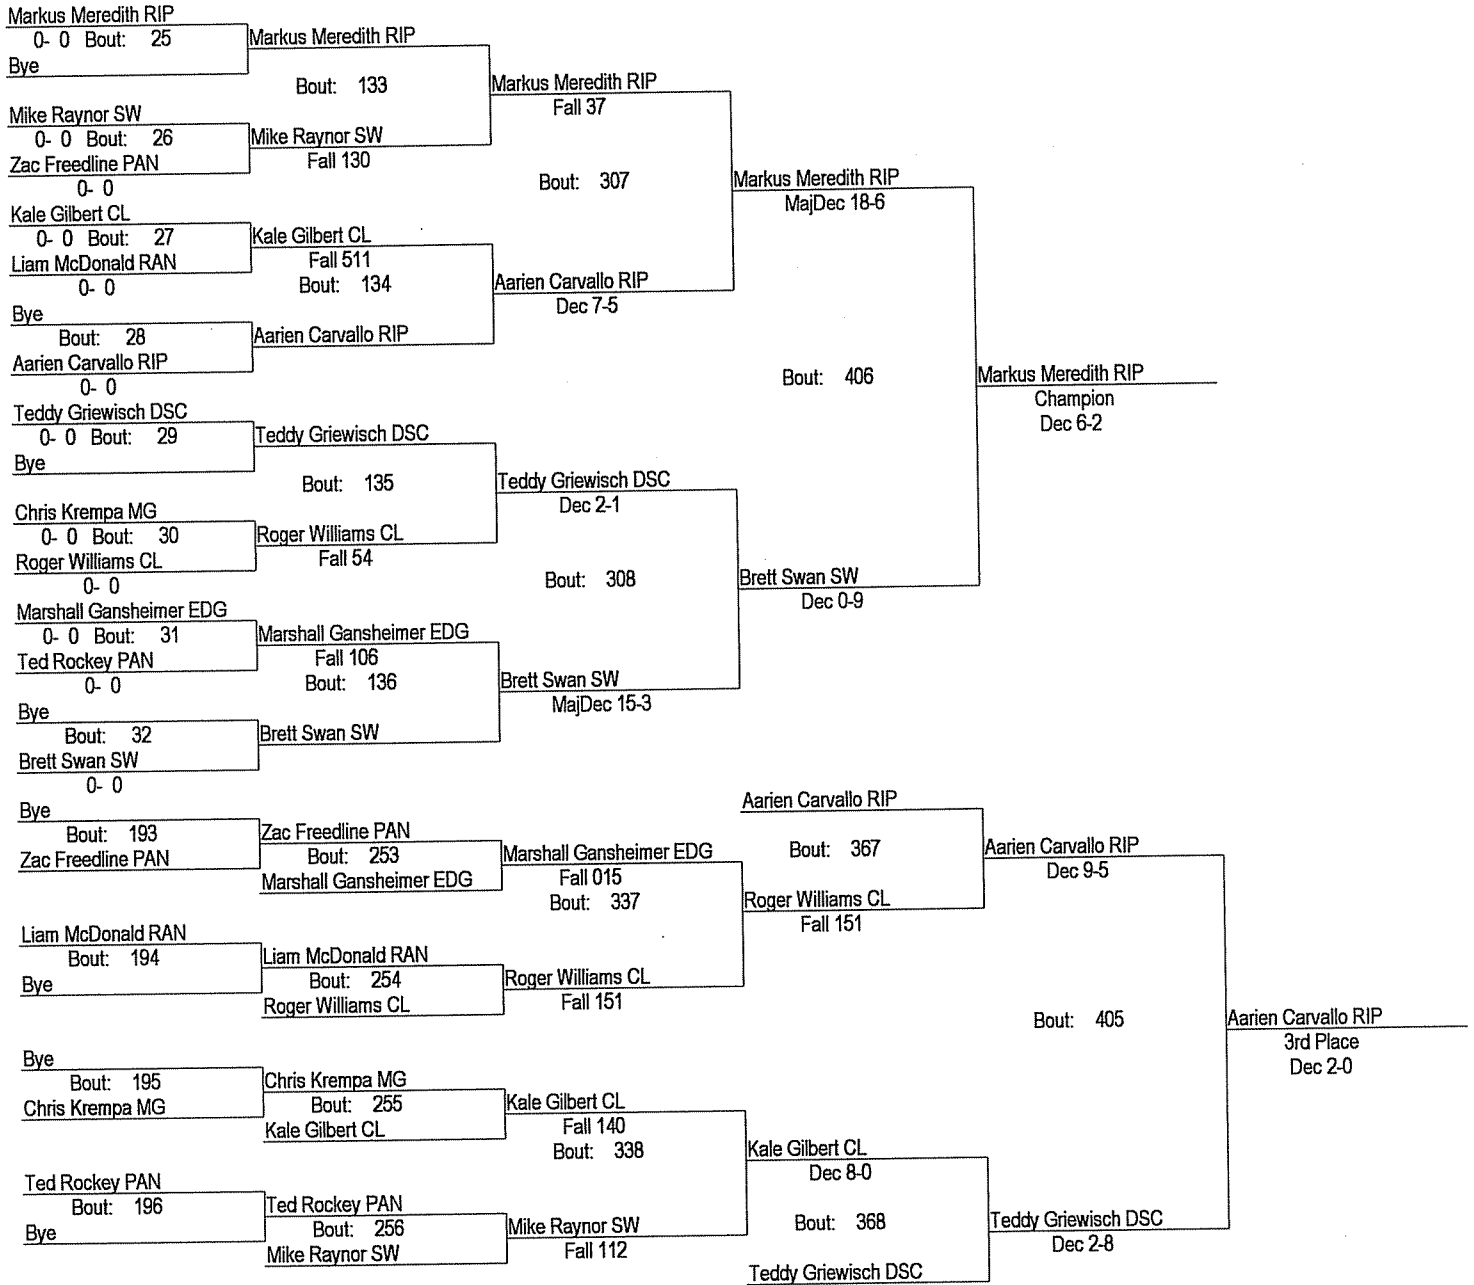 Markus Meredith RIP
0- 0 Bout: 25
Bye
Markus Meredith RIP
Bout: 133
Mike Raynor SW
0- 0 Bout: 26
Zac Freedline PAN
0- 0
Mike Raynor SW
Fall 130
Markus Meredith RIP
Fall 37
Bout: 307
Kale Gilbert CL
0- 0 Bout: 27
Liam McDonald RAN
0- 0
Kale Gilbert CL
Fall 511
Bout: 134
Bye
Bout: 28
Aarien Carvallo RIP
0- 0
Aarien Carvallo RIP
Aarien Carvallo RIP
Dec 7-5
Markus Meredith RIP
MajDec 18-6
Bout: 406
Markus Meredith RIP
Champion
Dec 6-2
Teddy Griewisch DSC
0- 0 Bout: 29
Bye
Teddy Griewisch DSC
Bout: 135
Chris Krempa MG
0- 0 Bout: 30
Roger Williams CL
0- 0
Roger Williams CL
Fall 54
Teddy Griewisch DSC
Dec 2-1
Bout: 308
Marshall Gansheimer EDG
0- 0 Bout: 31
Ted Rockey PAN
0- 0
Marshall Gansheimer EDG
Fall 106
Bout: 136
Bye
Bout: 32
Brett Swan SW
0- 0
Brett Swan SW
Brett Swan SW
MajDec 15-3
Brett Swan SW
Dec 0-9
Bye
Bout: 193
Zac Freedline PAN
Zac Freedline PAN
Bout: 253
Marshall Gansheimer EDG
Marshall Gansheimer EDG
Fall 015
Bout: 337
Liam McDonald RAN
Bout: 194
Bye
Liam McDonald RAN
Bout: 254
Roger Williams CL
Roger Williams CL
Fall 151
Aarien Carvallo RIP
Bout: 367
Roger Williams CL
Fall 151
Aarien Carvallo RIP
Dec 9-5
Bout: 405
Aarien Carvallo RIP
3rd Place
Dec 2-0
Bye
Bout: 195
Chris Krempa MG
Chris Krempa MG
Bout: 255
Kale Gilbert CL
Kale Gilbert CL
Fall 140
Bout: 338
Ted Rockey PAN
Bout: 196
Bye
Ted Rockey PAN
Bout: 256
Mike Raynor SW
Mike Raynor SW
Fall 112
Kale Gilbert CL
Dec 8-0
Bout: 368
Teddy Griewisch DSC
Teddy Griewisch DSC
Dec 2-8